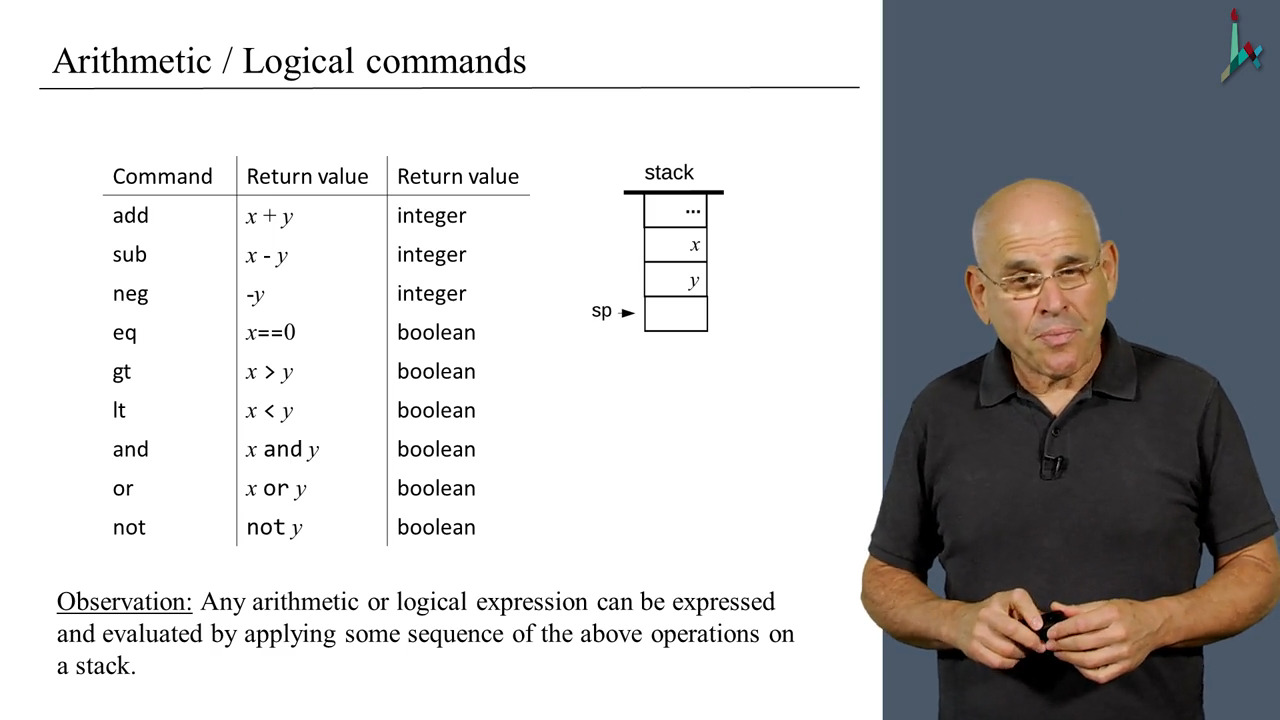 Arithmetic / Logical commands
Command Return value Return value
add x + y integer
sub x - y integer
neg -y integer
eq x==0 boolean
gt x > y boolean
lt x < y boolean
and x and y boolean
or x or y boolean
not not y boolean
stack
...
x
y
sp
Observation: Any arithmetic or logical expression can be expressed
and evaluated by applying some sequence of the above operations on
a stack.